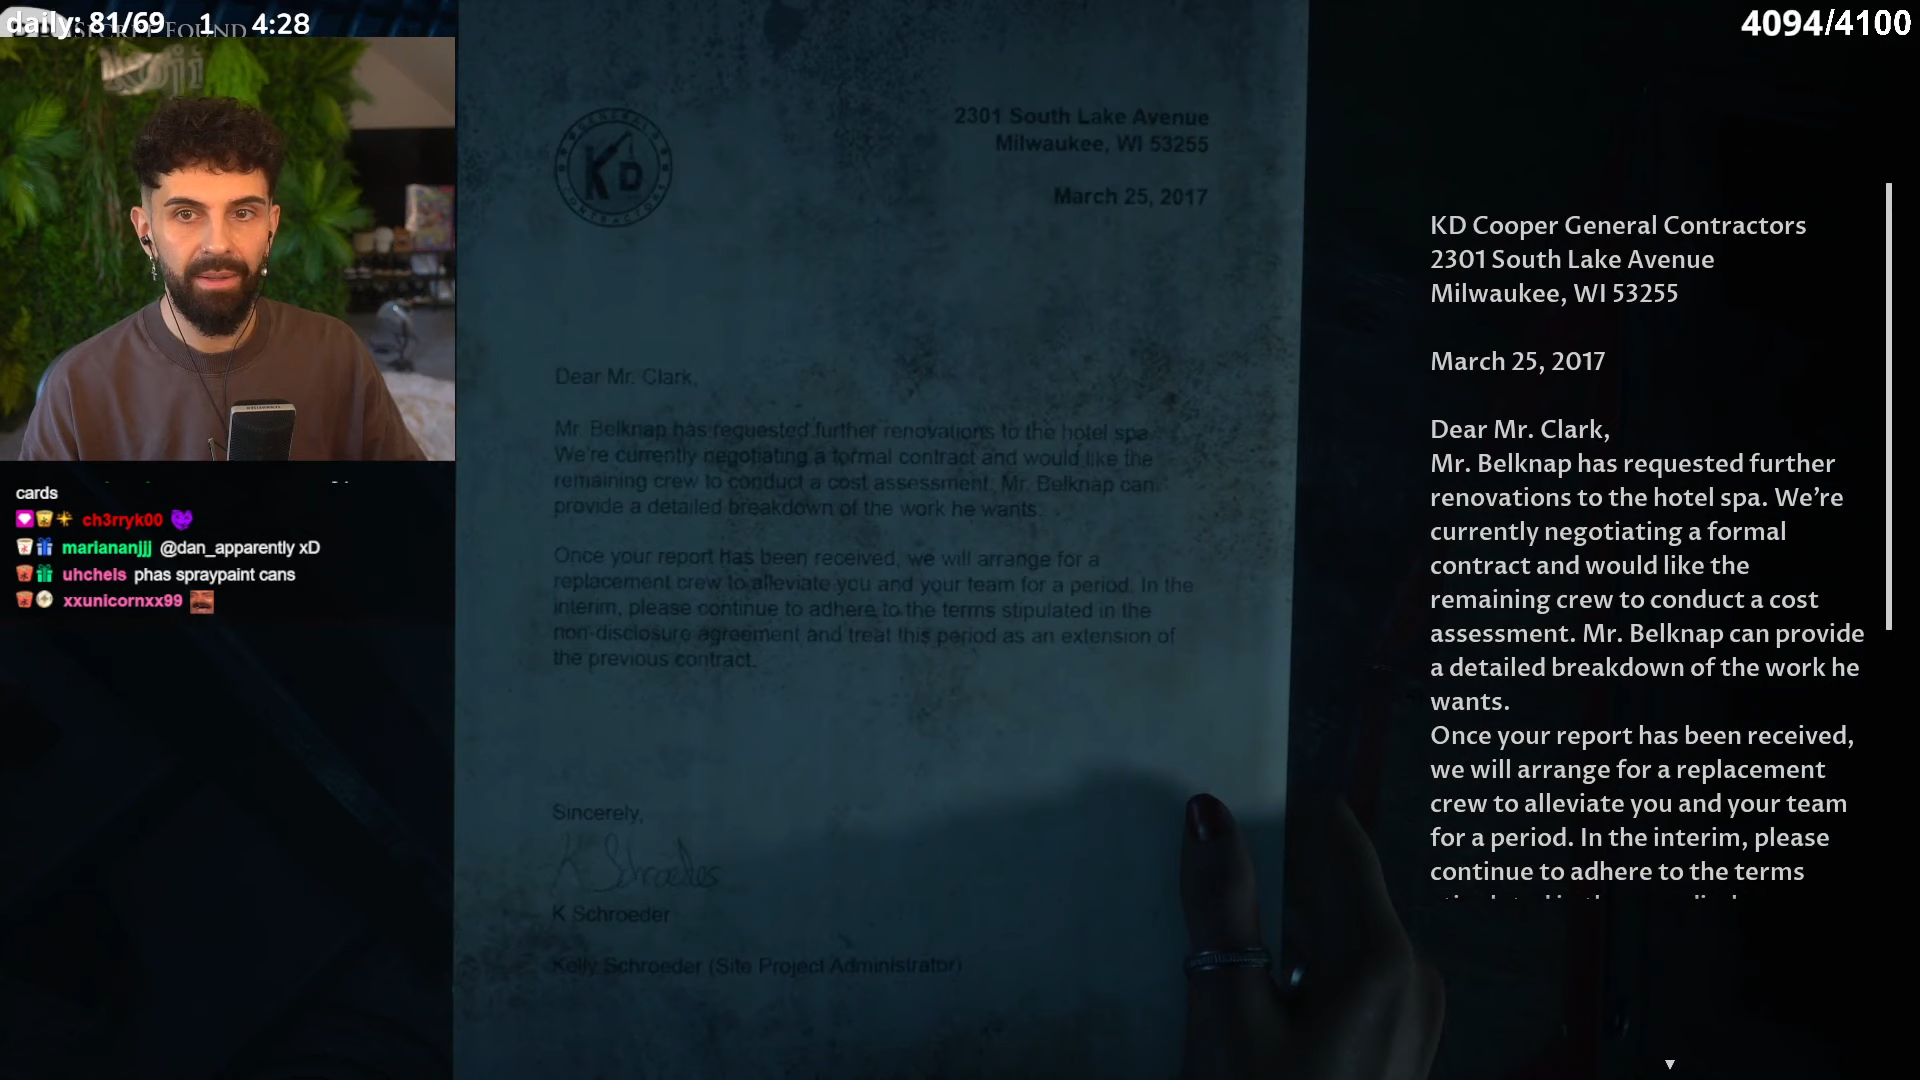 daily: 81/69 1 4:28
SECRET FOUND
4094/4100
Koji
GENERAL
KD
CONTRACTORS
2301 South Lake Avenue
Milwaukee, WI 53255
March 25, 2017
Dear Mr. Clark,
Mr. Belknap has requested further renovations to the hotel spa.
We're currently negotiating a formal contract and would like the
remaining crew to conduct a cost assessment. Mr. Belknap can
provide a detailed breakdown of the work he wants.
Once your report has been received, we will arrange for a
replacement crew to alleviate you and your team for a period. In the
interim, please continue to adhere to the terms stipulated in the
non-disclosure agreement and treat this period as an extension of
the previous contract.
Sincerely,
K Schroeder
K Schroeder
Kelly Schroeder (Site Project Administrator)
cards
ch3rryk00
mariananjjj @dan_apparently xD
uhchels phas spraypaint cans
xxunicornxx99
KD Cooper General Contractors
2301 South Lake Avenue
Milwaukee, WI 53255
March 25, 2017
Dear Mr. Clark,
Mr. Belknap has requested further
renovations to the hotel spa. We're
currently negotiating a formal
contract and would like the
remaining crew to conduct a cost
assessment. Mr. Belknap can provide
a detailed breakdown of the work he
wants.
Once your report has been received,
we will arrange for a replacement
crew to alleviate you and your team
for a period. In the interim, please
continue to adhere to the terms